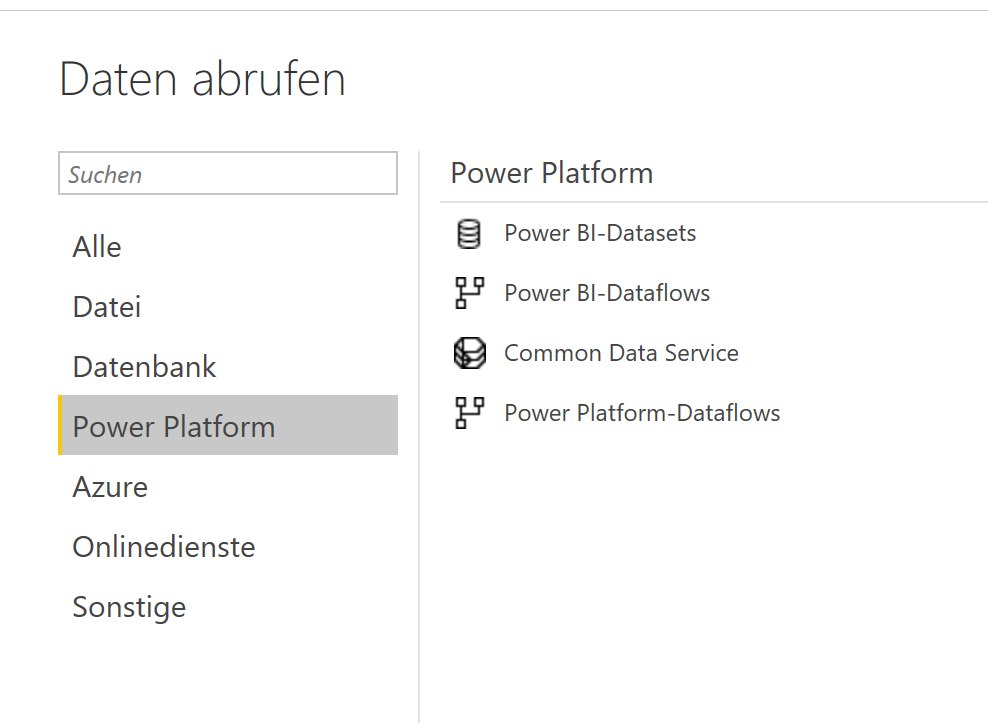 Daten abrufen
Suchen
Alle
Datei
Datenbank
Power Platform
Azure
Onlinedienste
Sonstige
Power Platform
Power BI-Datasets
Power BI-Dataflows
Common Data Service
Power Platform-Dataflows